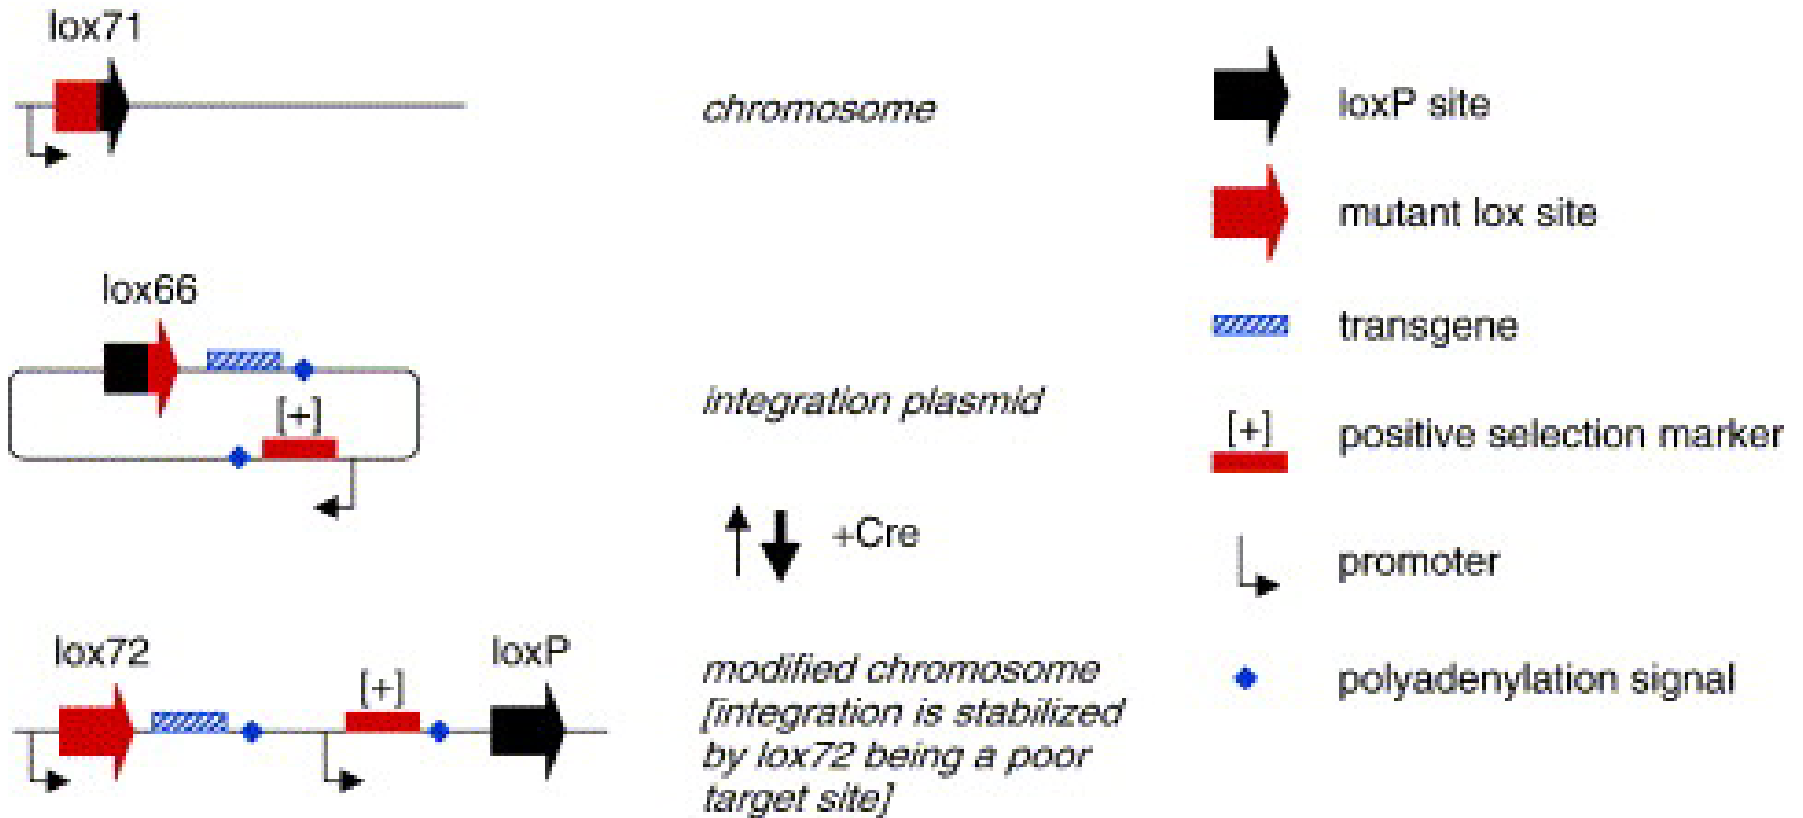 lox71
chromosome
lox66
[+]
integration plasmid
+Cre
lox72
[+]
loxP
modified chromosome
[integration is stabilized
by lox72 being a poor
target site]
loxP site
mutant lox site
transgene
[+]
positive selection marker
promoter
polyadenylation signal